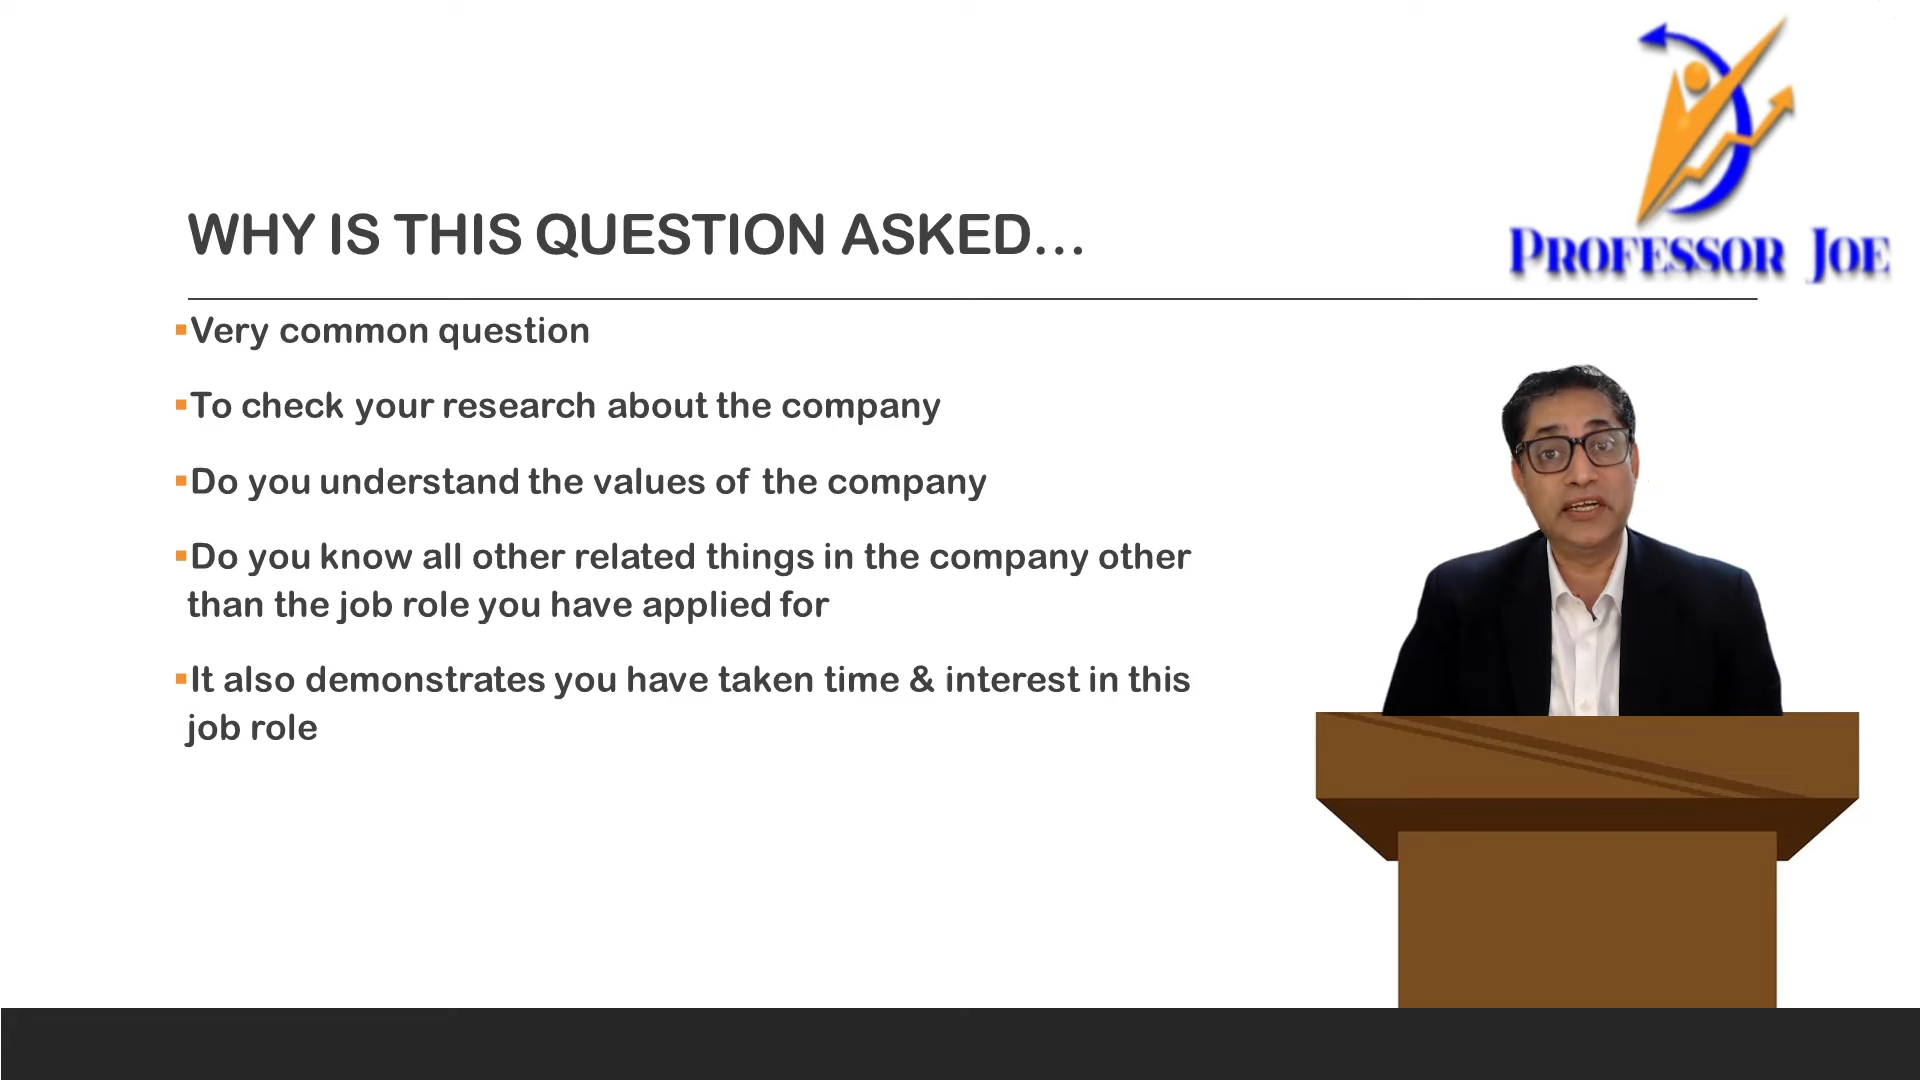 WHY IS THIS QUESTION ASKED...
PROFESSOR JOE
▪Very common question
▪To check your research about the company
▪Do you understand the values of the company
▪Do you know all other related things in the company other
than the job role you have applied for
▪It also demonstrates you have taken time & interest in this
job role